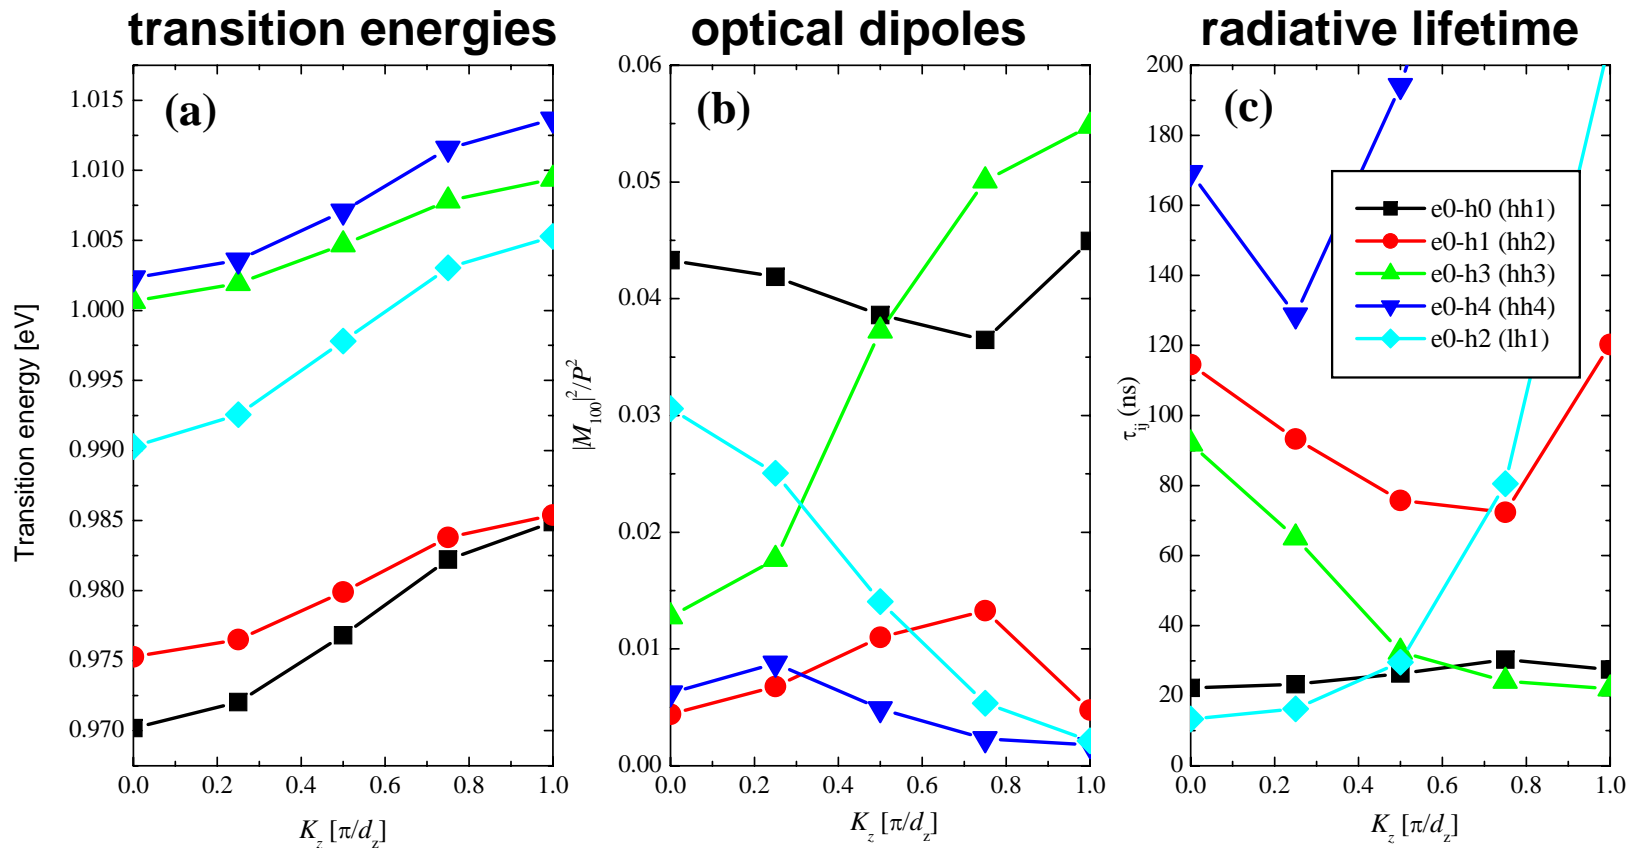 transition energies
optical dipoles
radiative lifetime
(a)
1.015
1.010
1.005
1.000
0.995
0.990
0.985
0.980
0.975
0.970
Transition energy [eV]
0.0
0.2
0.4
0.6
0.8
1.0
K_z [π/d_z]
(b)
0.06
0.05
0.04
0.03
0.02
0.01
0.00
|M_100|^2/P^2
0.0
0.2
0.4
0.6
0.8
1.0
K_z [π/d_z]
(c)
200
180
160
140
120
100
80
60
40
20
0
τ_ij (ns)
e0-h0 (hh1)
e0-h1 (hh2)
e0-h3 (hh3)
e0-h4 (hh4)
e0-h2 (lh1)
0.0
0.2
0.4
0.6
0.8
1.0
K_z [π/d_z]